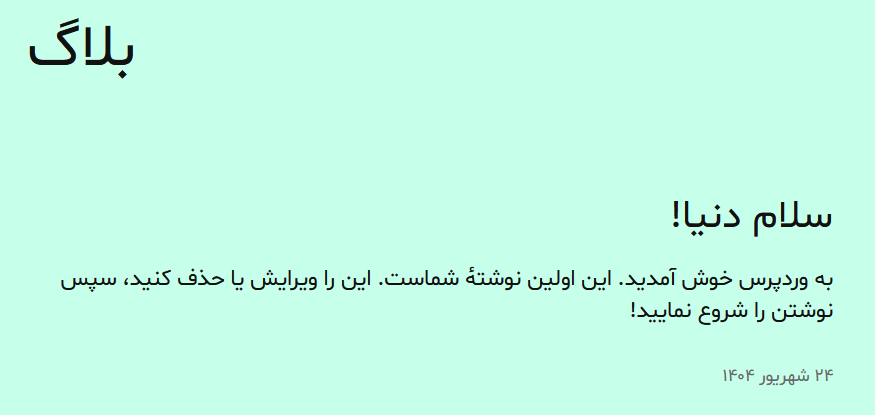 بلاگ
سلام دنیا!
به وردپرس خوش آمدید. این اولین نوشتهٔ شماست. این را ویرایش یا حذف کنید، سپس
نوشتن را شروع نمایید!
۲۴ شهریور ۱۴۰۴